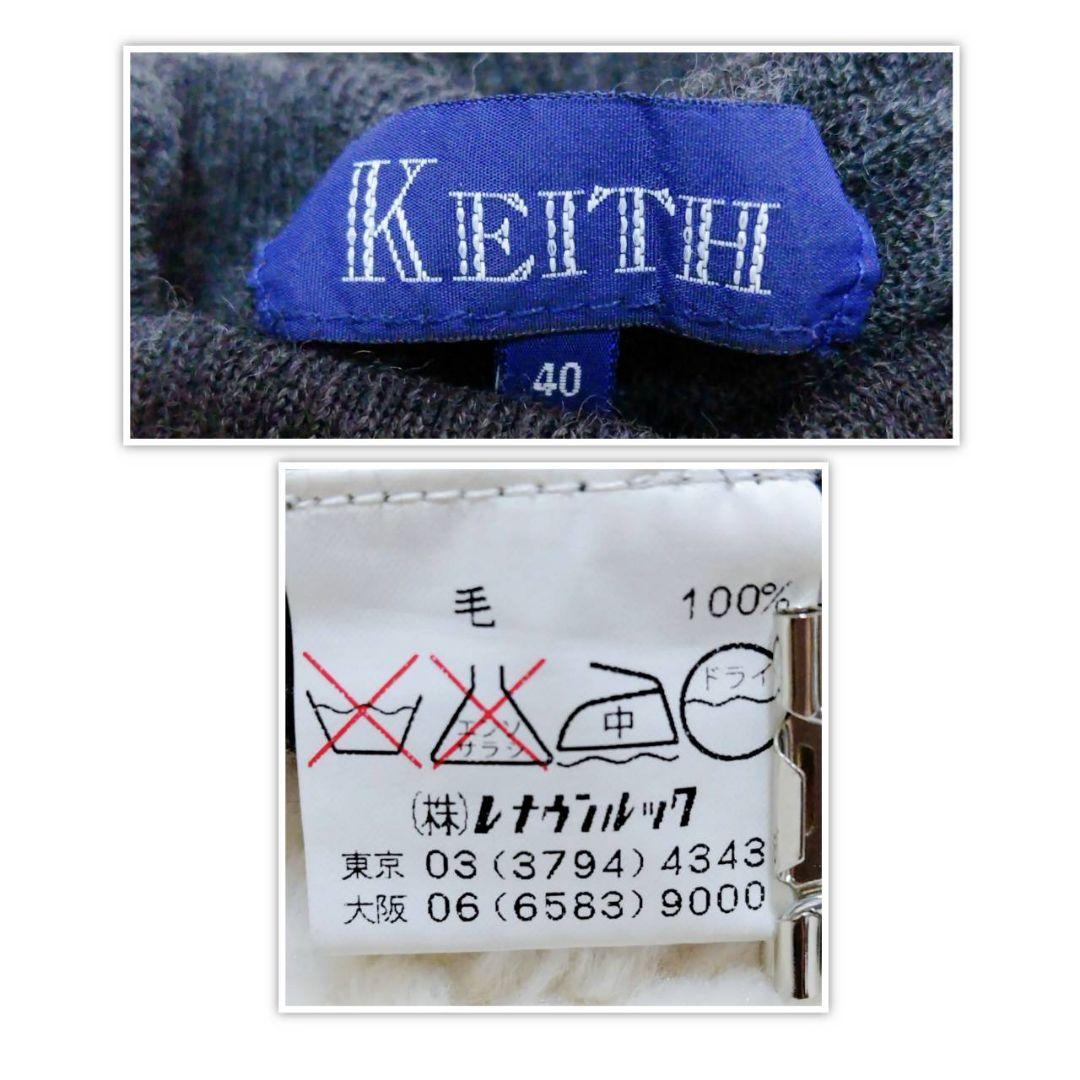 KEITH
40
毛 100%
ドライ
エンソ
サラシ
中
(株)レナウンルック
東京 03(3794)4343
大阪 06(6583)9000